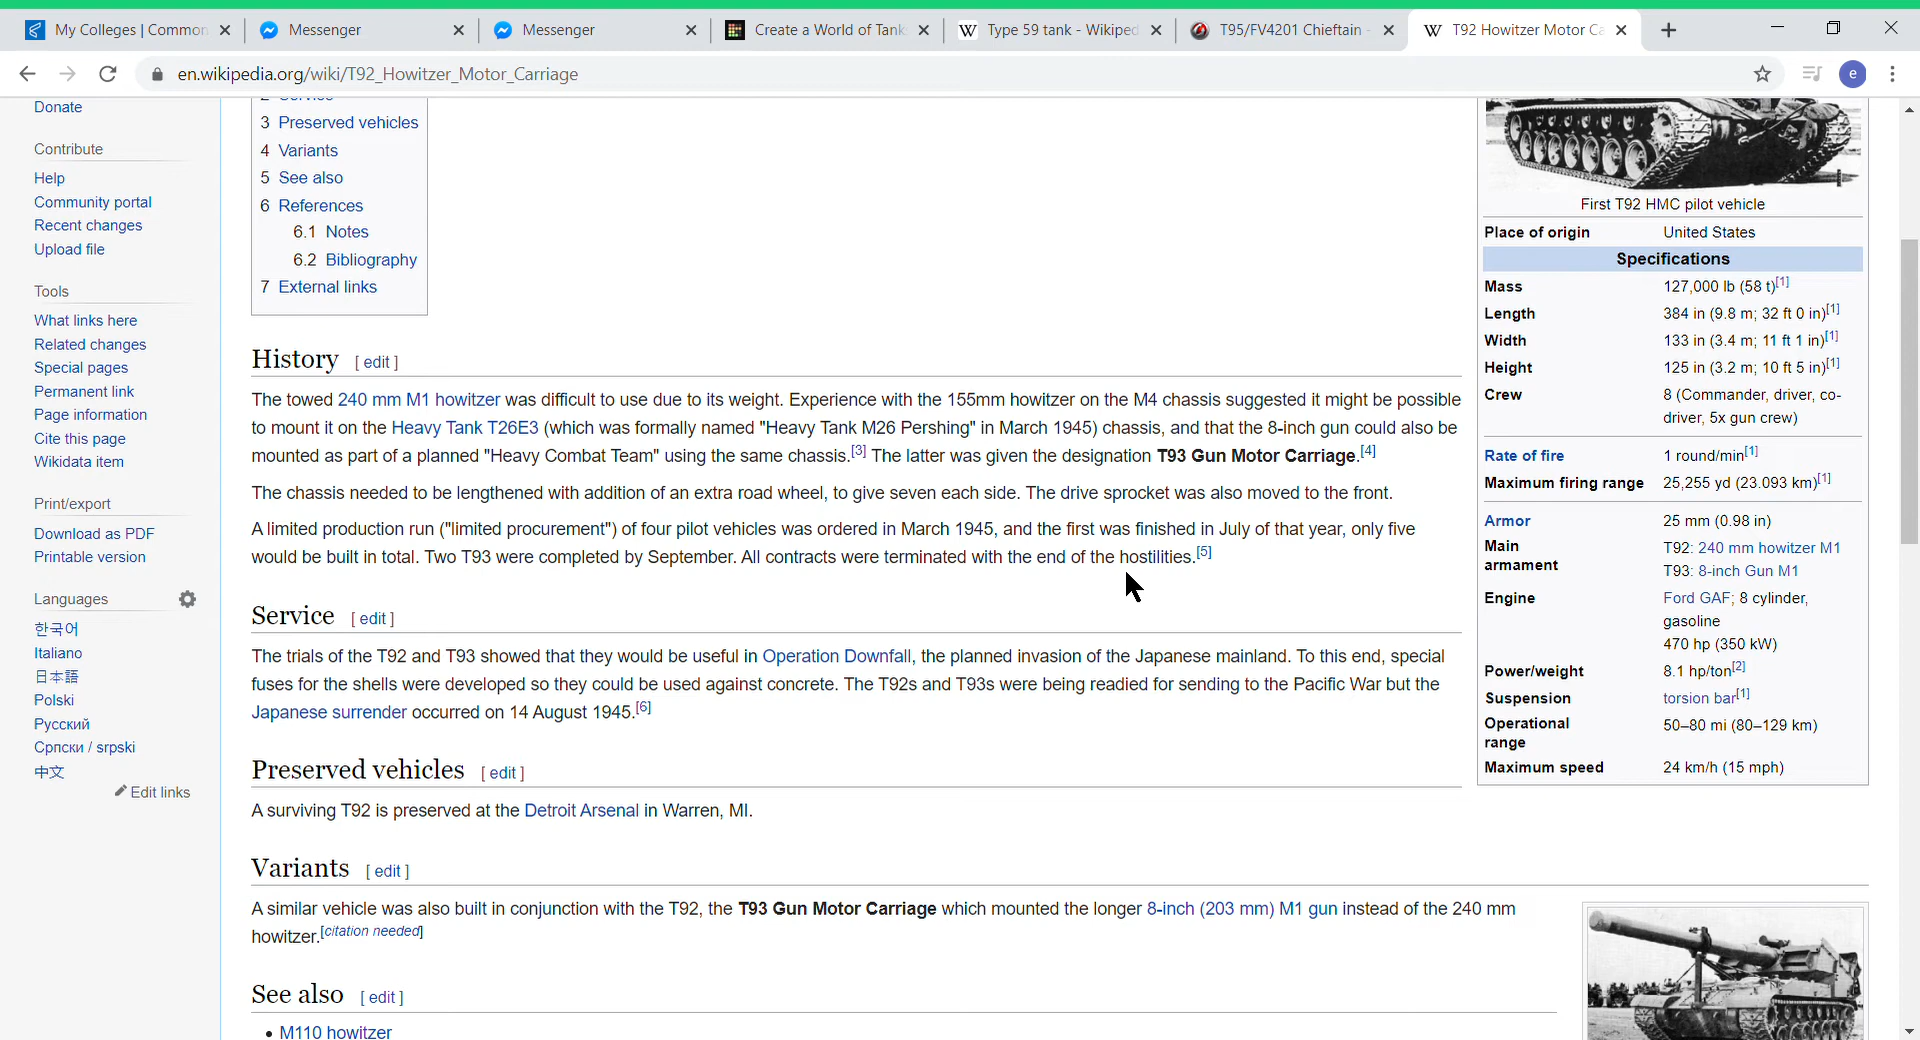 My Colleges | Common
Messenger
Messenger
Create a World of Tank
Type 59 tank - Wikiped
T95/FV4201 Chieftain -
T92 Howitzer Motor Ca
en.wikipedia.org/wiki/T92_Howitzer_Motor_Carriage
e
Donate
Contribute
Help
Community portal
Recent changes
Upload file
Tools
What links here
Related changes
Special pages
Permanent link
Page information
Cite this page
Wikidata item
Print/export
Download as PDF
Printable version
Languages
한국어
Italiano
日本語
Polski
Русский
Српски / srpski
中文
Edit links
2 Service
3 Preserved vehicles
4 Variants
5 See also
6 References
6.1 Notes
6.2 Bibliography
7 External links
History [ edit ]
The towed 240 mm M1 howitzer was difficult to use due to its weight. Experience with the 155mm howitzer on the M4 chassis suggested it might be possible
to mount it on the Heavy Tank T26E3 (which was formally named "Heavy Tank M26 Pershing" in March 1945) chassis, and that the 8-inch gun could also be
mounted as part of a planned "Heavy Combat Team" using the same chassis.[3] The latter was given the designation T93 Gun Motor Carriage.[4]
The chassis needed to be lengthened with addition of an extra road wheel, to give seven each side. The drive sprocket was also moved to the front.
A limited production run ("limited procurement") of four pilot vehicles was ordered in March 1945, and the first was finished in July of that year, only five
would be built in total. Two T93 were completed by September. All contracts were terminated with the end of the hostilities.[5]
Service [ edit ]
The trials of the T92 and T93 showed that they would be useful in Operation Downfall, the planned invasion of the Japanese mainland. To this end, special
fuses for the shells were developed so they could be used against concrete. The T92s and T93s were being readied for sending to the Pacific War but the
Japanese surrender occurred on 14 August 1945.[6]
Preserved vehicles [ edit ]
A surviving T92 is preserved at the Detroit Arsenal in Warren, MI.
Variants [ edit ]
A similar vehicle was also built in conjunction with the T92, the T93 Gun Motor Carriage which mounted the longer 8-inch (203 mm) M1 gun instead of the 240 mm
howitzer.[citation needed]
See also [ edit ]
• M110 howitzer
First T92 HMC pilot vehicle
Place of origin United States
Specifications
Mass 127,000 lb (58 t)[1]
Length 384 in (9.8 m; 32 ft 0 in)[1]
Width 133 in (3.4 m; 11 ft 1 in)[1]
Height 125 in (3.2 m; 10 ft 5 in)[1]
Crew 8 (Commander, driver, co-
driver, 5x gun crew)
Rate of fire 1 round/min[1]
Maximum firing range 25,255 yd (23.093 km)[1]
Armor 25 mm (0.98 in)
Main T92: 240 mm howitzer M1
armament T93: 8-inch Gun M1
Engine Ford GAF; 8 cylinder,
gasoline
470 hp (350 kW)
Power/weight 8.1 hp/ton[2]
Suspension torsion bar[1]
Operational 50–80 mi (80–129 km)
range
Maximum speed 24 km/h (15 mph)